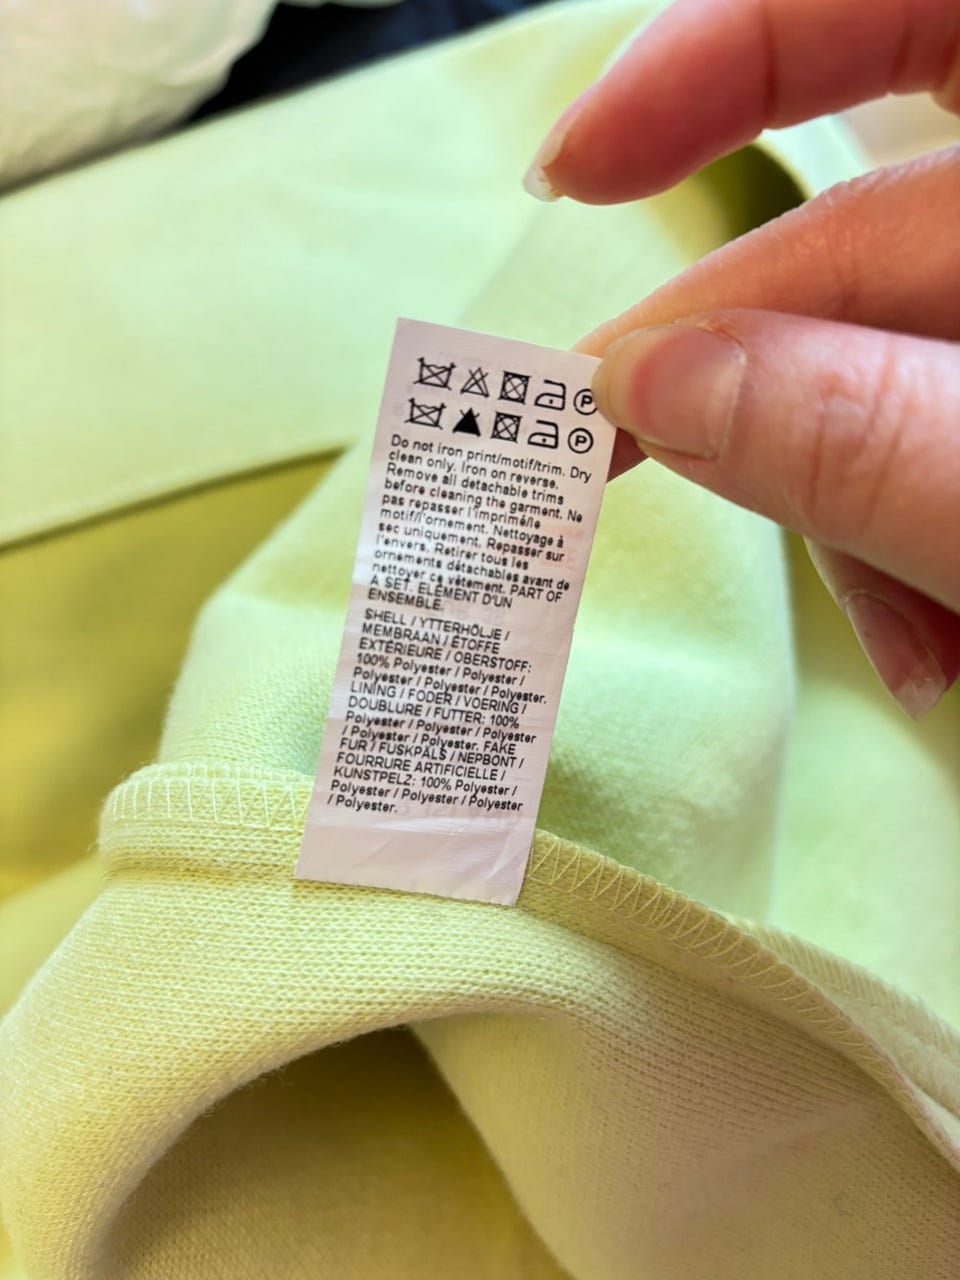 P
P
Do not iron print/motif/trim. Dry
clean only. Iron on reverse.
Remove all detachable trims
before cleaning the garment. Ne
pas repasser l'imprimé/le
motif/l'ornement. Nettoyage à
sec uniquement. Repasser sur
l'envers. Retirer tous les
ornements détachables avant de
nettoyer ce vêtement. PART OF
A SET. ELÉMENT D'UN
ENSEMBLE.
SHELL / YTTERHÖLJE /
MEMBRAAN / ÉTOFFE
EXTÉRIEURE / OBERSTOFF:
100% Polyester / Polyester /
Polyester / Polyester / Polyester.
LINING / FODER / VOERING /
DOUBLURE / FUTTER: 100%
Polyester / Polyester / Polyester
/ Polyester / Polyester. FAKE
FUR / FUSKPÄLS / NEPBONT /
FOURRURE ARTIFICIELLE /
KUNSTPELZ: 100% Polyester /
Polyester / Polyester / Polyester
/ Polyester.